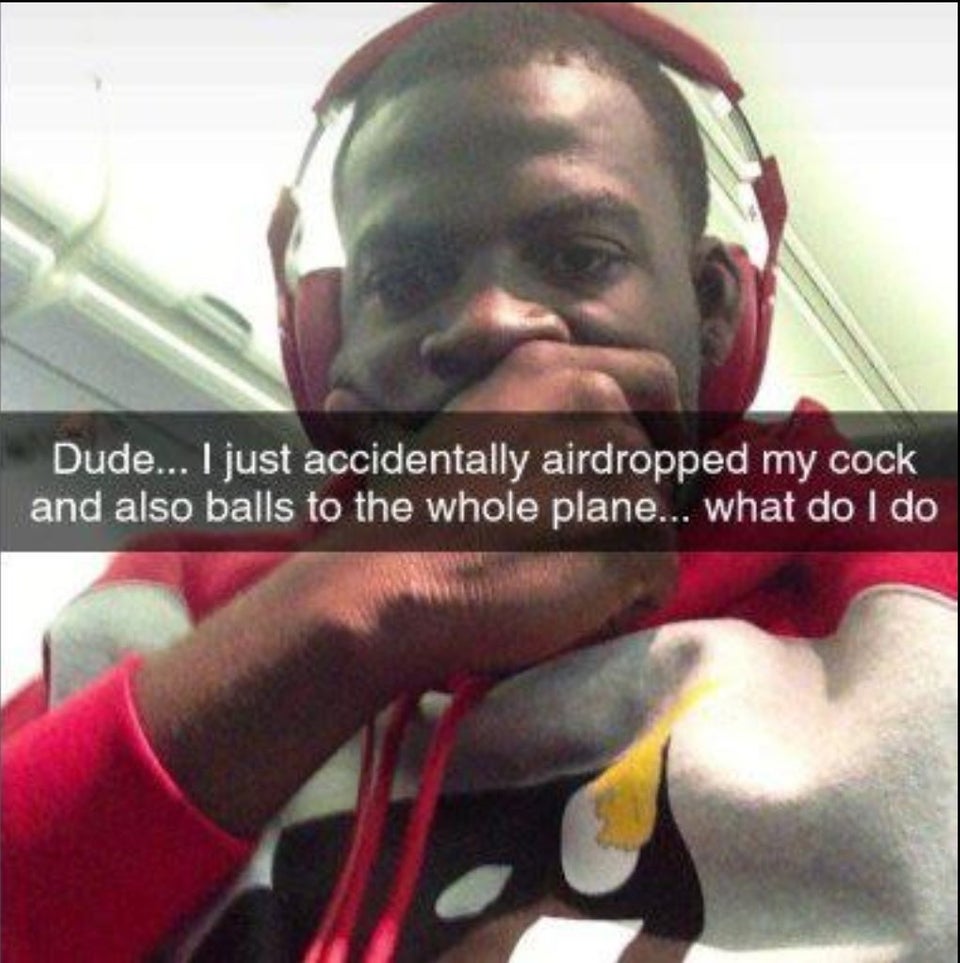 Dude... I just accidentally airdropped my cock
and also balls to the whole plane... what do I do